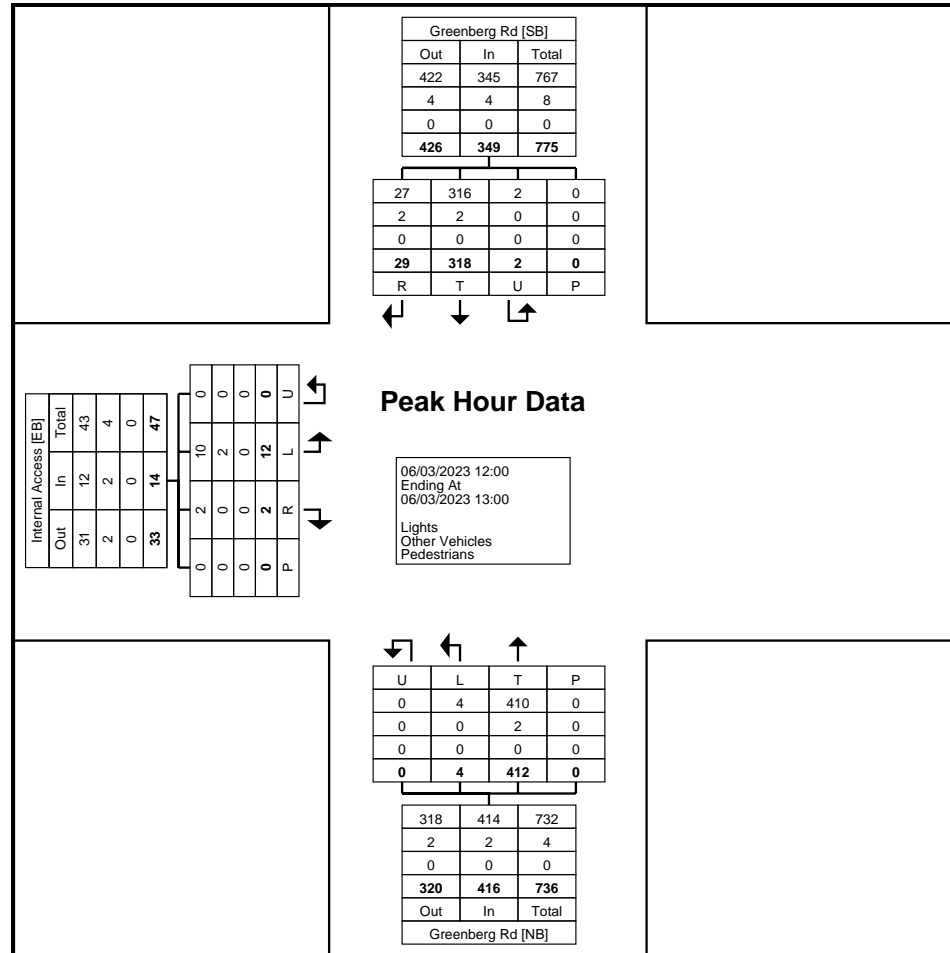 Greenberg Rd [SB]
Out In Total
422 345 767
4 4 8
0 0 0
426 349 775
27 316 2 0
2 2 0 0
0 0 0 0
29 318 2 0
R T U P
Internal Access [EB]
Out In Total
31 12 43
2 2 4
0 0 0
33 14 47
0 2 10 0
0 0 2 0
0 0 0 0
0 2 12 0
P R L U
Peak Hour Data
06/03/2023 12:00
Ending At
06/03/2023 13:00
Lights
Other Vehicles
Pedestrians
U L T P
0 4 410 0
0 0 2 0
0 0 0 0
0 4 412 0
318 414 732
2 2 4
0 0 0
320 416 736
Out In Total
Greenberg Rd [NB]